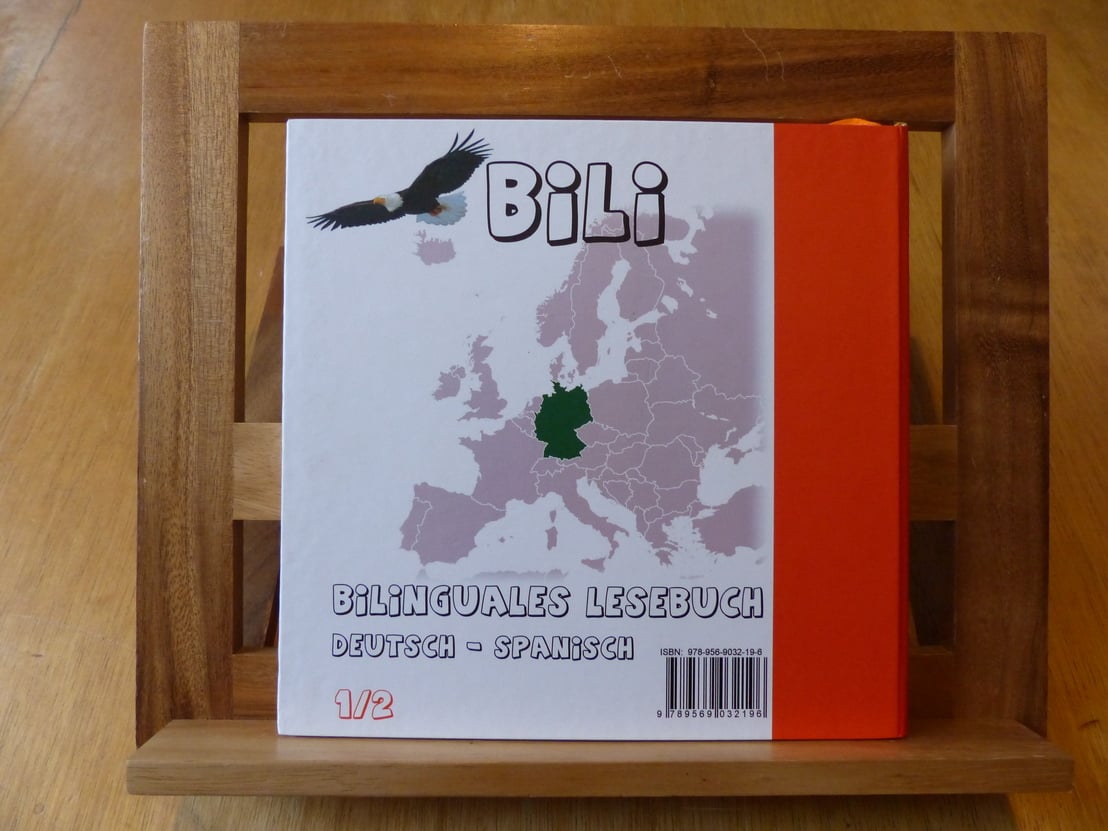 BiLi
BiLiNGUALES LESEBUCH
DEUTSCH - SPANiSCH
1/2
ISBN: 978-956-9032-19-6
9 789569 032196